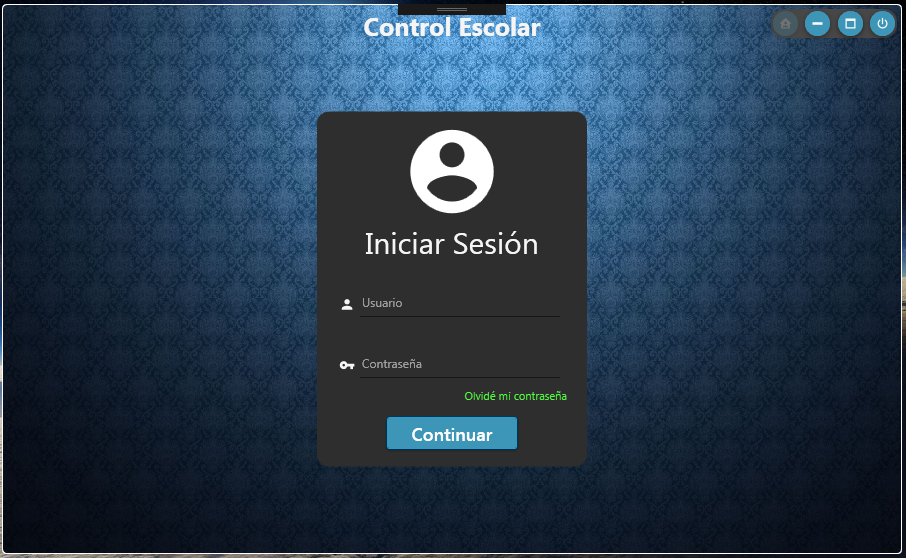 Control Escolar
Iniciar Sesión
Usuario
Contraseña
Olvidé mi contraseña
Continuar